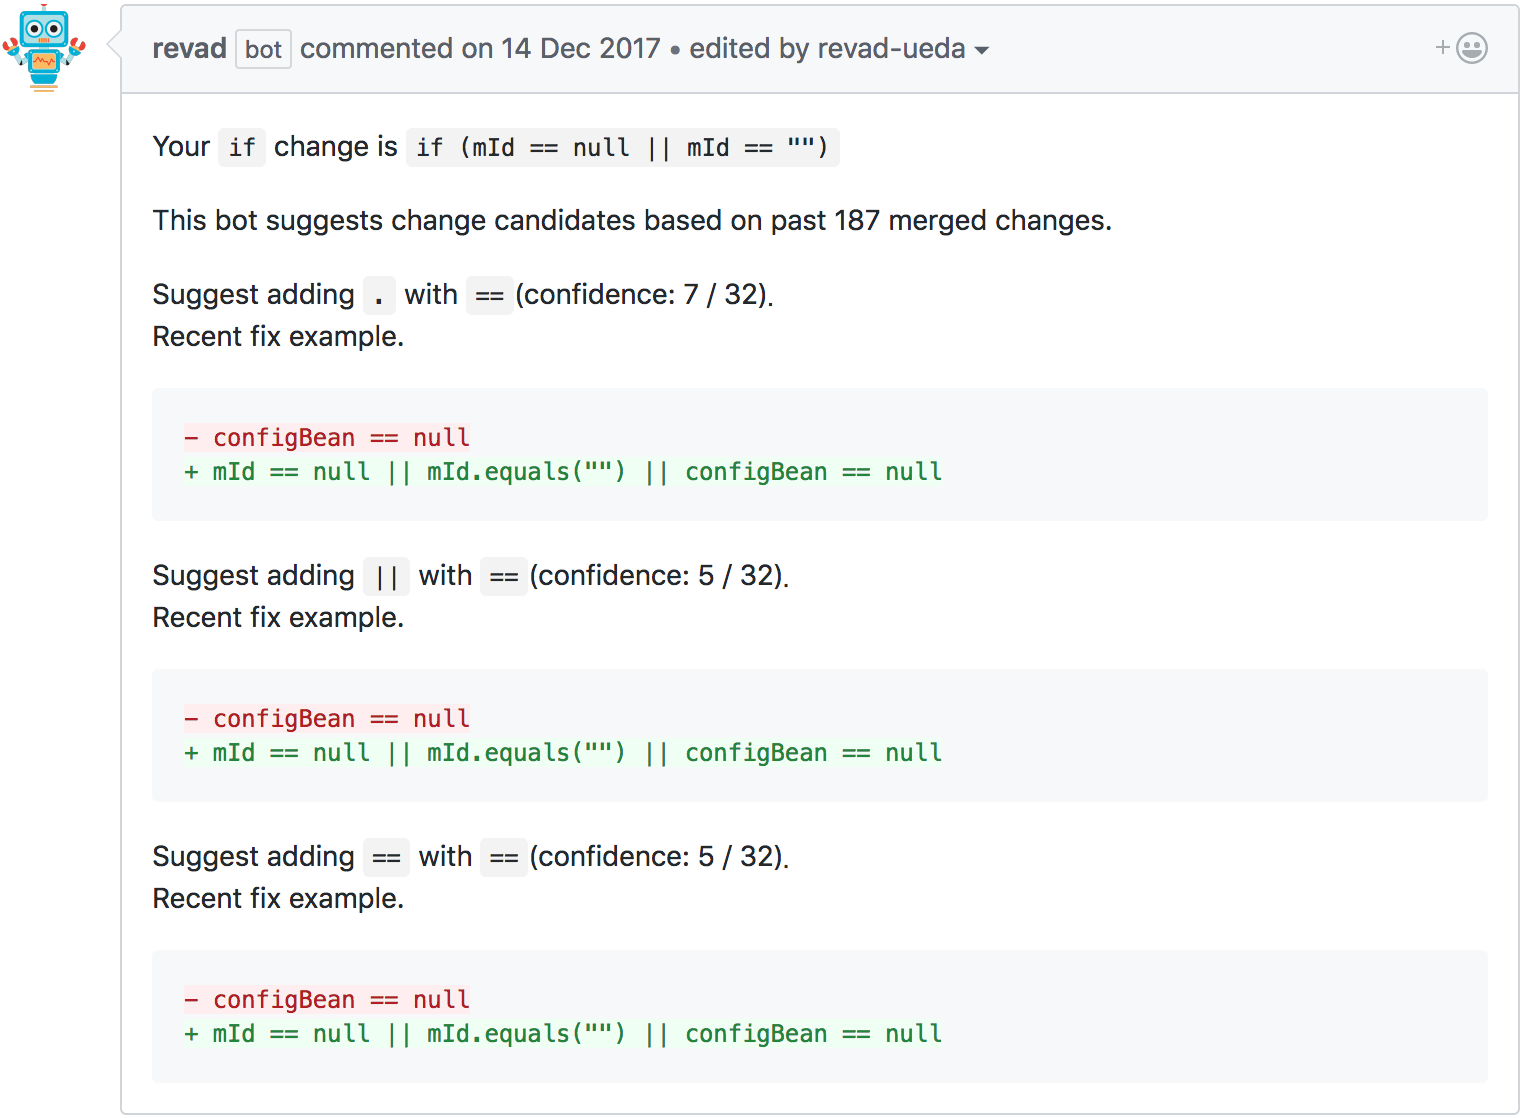 revad bot commented on 14 Dec 2017 • edited by revad-ueda
Your if change is if (mId == null || mId == "")
This bot suggests change candidates based on past 187 merged changes.
Suggest adding . with == (confidence: 7 / 32).
Recent fix example.
- configBean == null
+ mId == null || mId.equals("") || configBean == null
Suggest adding || with == (confidence: 5 / 32).
Recent fix example.
- configBean == null
+ mId == null || mId.equals("") || configBean == null
Suggest adding == with == (confidence: 5 / 32).
Recent fix example.
- configBean == null
+ mId == null || mId.equals("") || configBean == null